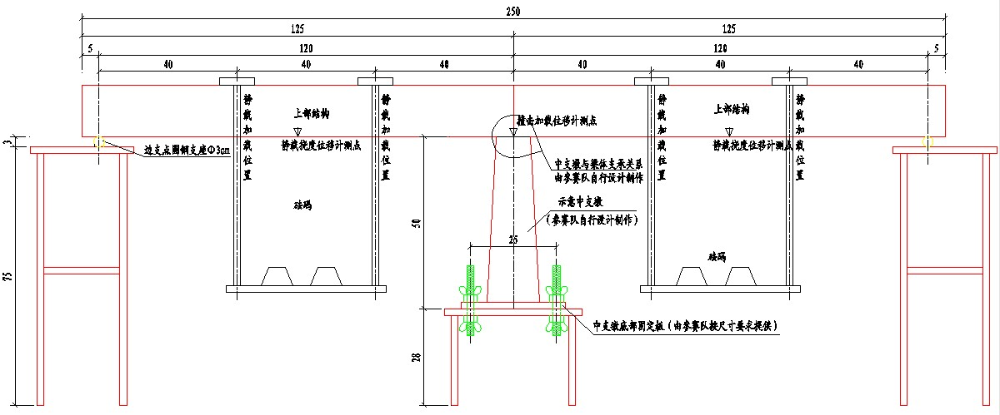 250
125
125
5
120
120
5
40
40
40
40
40
40
静载加载位置
上部结构
静载加载位置
撞击加载位移计测点
静载加载位置
上部结构
静载加载位置
3
边支点圆钢支座Φ3cm
静载挠度位移计测点
静载挠度位移计测点
中支墩与梁体支承关系
由参赛队自行设计制作
砝码
示意中支墩
(参赛队自行设计制作)
50
25
砝码
75
中支墩底部固定板(由参赛队按尺寸要求提供)
28